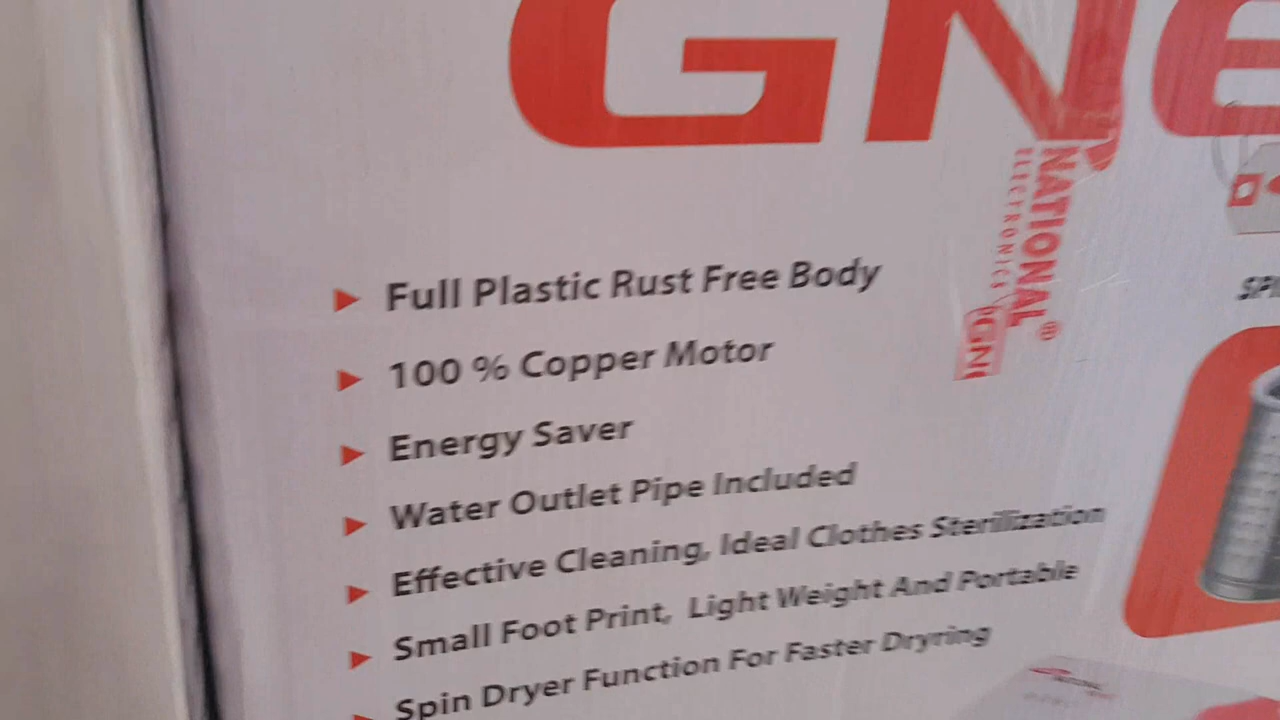 GNe
NATIONAL
ELECTRONICS
®
GN
Full Plastic Rust Free Body
100 % Copper Motor
Energy Saver
Water Outlet Pipe Included
Effective Cleaning, Ideal Clothes Sterilization
Small Foot Print, Light Weight And Portable
Spin Dryer Function For Faster Dryring